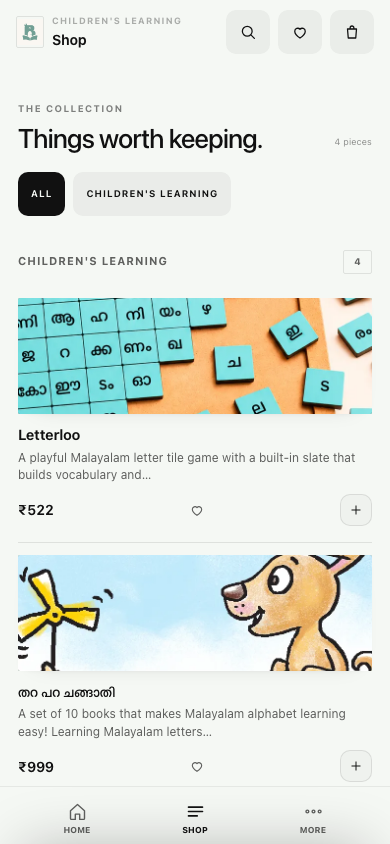 CHILDREN'S LEARNING
Shop
THE COLLECTION
Things worth keeping.
4 pieces
ALL
CHILDREN'S LEARNING
CHILDREN'S LEARNING
4
നി ആ ഹ നി യം ഴ
ജ റ ക്ക ണം ഖ
കോ ഈ ടം ഓ
ഇ
ച
ട
ല
Letterloo
A playful Malayalam letter tile game with a built-in slate that
builds vocabulary and...
₹522
തറ പറ ചങ്ങാതി
A set of 10 books that makes Malayalam alphabet learning
easy! Learning Malayalam letters...
₹999
HOME
SHOP
MORE